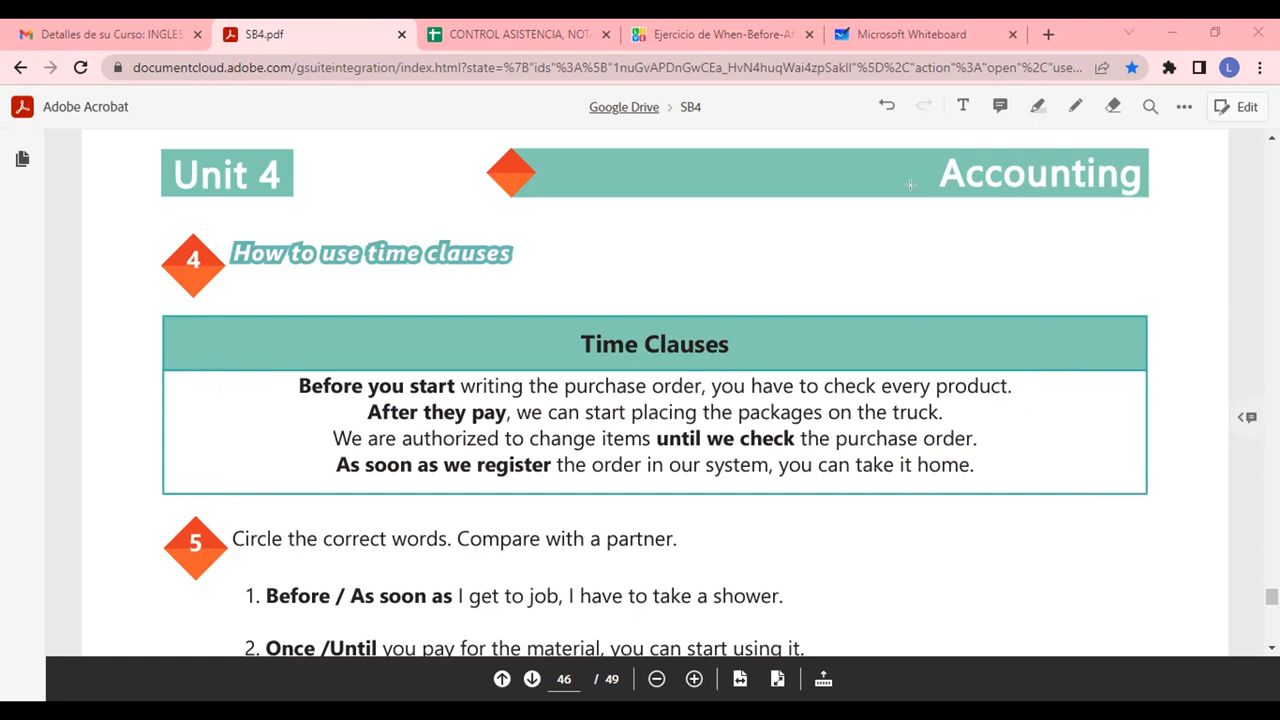 Detalles de su Curso: INGLES
SB4.pdf
CONTROL ASISTENCIA, NOTA
Ejercicio de When-Before-Af
Microsoft Whiteboard
documentcloud.adobe.com/gsuiteintegration/index.html?state=%7B"ids"%3A%5B"1nuGvAPDnGwCEa_HvN4huqWai4zpSakIl"%5D%2C"action"%3A"open"%2C"use...
L
Adobe Acrobat
Google Drive > SB4
Edit
Unit 4
Accounting
4 How to use time clauses
Time Clauses
Before you start writing the purchase order, you have to check every product.
After they pay, we can start placing the packages on the truck.
We are authorized to change items until we check the purchase order.
As soon as we register the order in our system, you can take it home.
5 Circle the correct words. Compare with a partner.
1. Before / As soon as I get to job, I have to take a shower.
2. Once /Until you pay for the material, you can start using it.
46 / 49